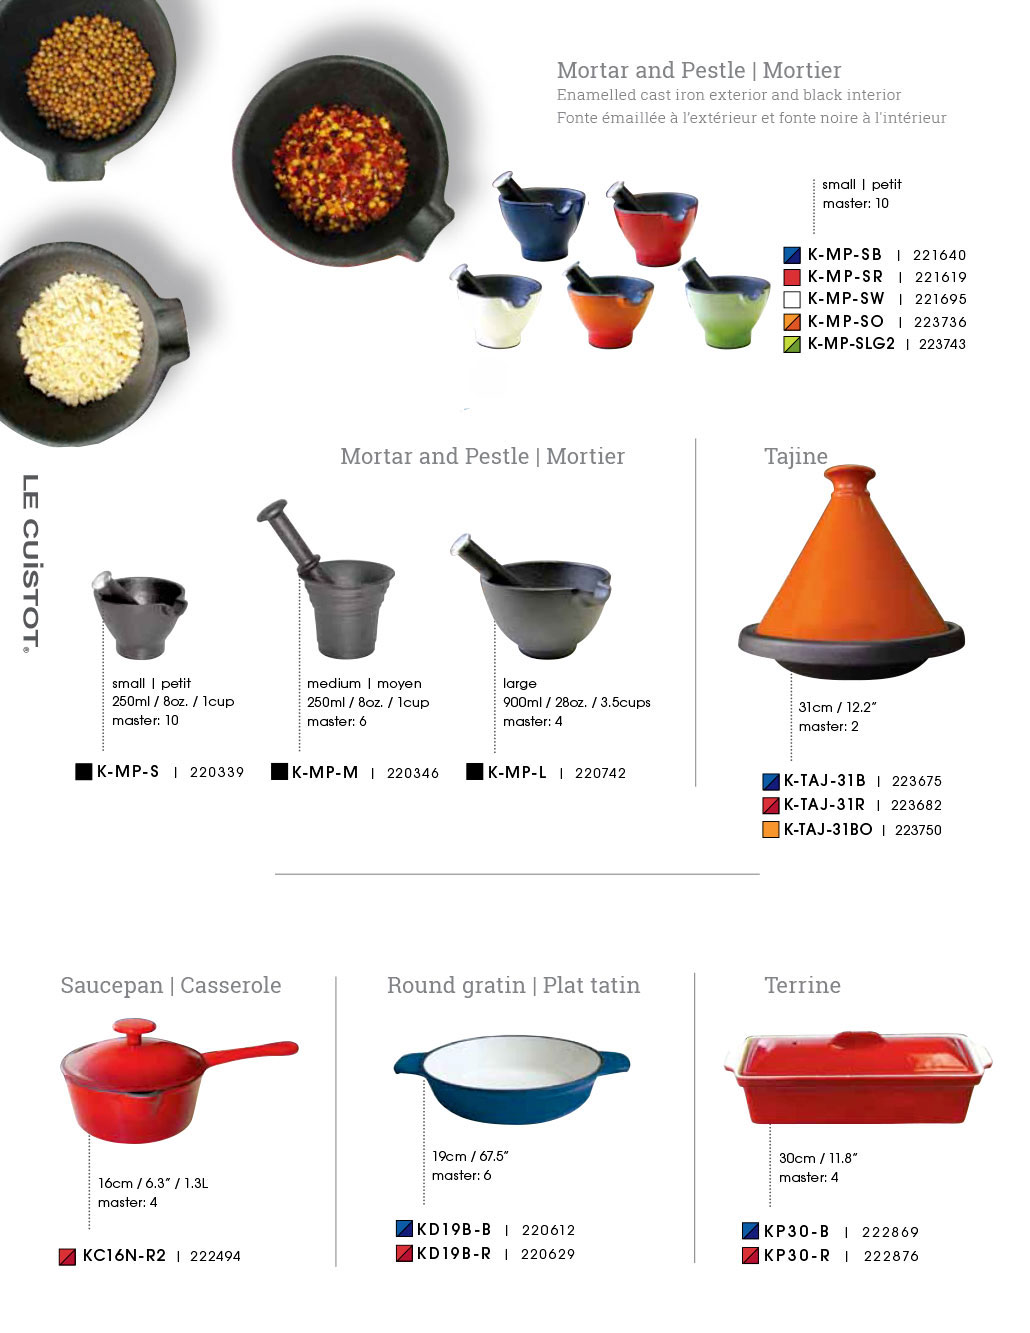 Mortar and Pestle | Mortier
Enamelled cast iron exterior and black interior
Fonte émaillée à l'extérieur et fonte noire à l'intérieur
small | petit
master: 10
K-MP-SB | 221640
K-MP-SR | 221619
K-MP-SW | 221695
K-MP-SO | 223736
K-MP-SLG2 | 223743
LE CUiSTOT®
Mortar and Pestle | Mortier
small | petit
250ml / 8oz. / 1cup
master: 10
K-MP-S | 220339
medium | moyen
250ml / 8oz. / 1cup
master: 6
K-MP-M | 220346
large
900ml / 28oz. / 3.5cups
master: 4
K-MP-L | 220742
Tajine
31cm / 12.2"
master: 2
K-TAJ-31B | 223675
K-TAJ-31R | 223682
K-TAJ-31BO | 223750
Saucepan | Casserole
16cm / 6.3" / 1.3L
master: 4
KC16N-R2 | 222494
Round gratin | Plat tatin
19cm / 67.5"
master: 6
KD19B-B | 220612
KD19B-R | 220629
Terrine
30cm / 11.8"
master: 4
KP30-B | 222869
KP30-R | 222876